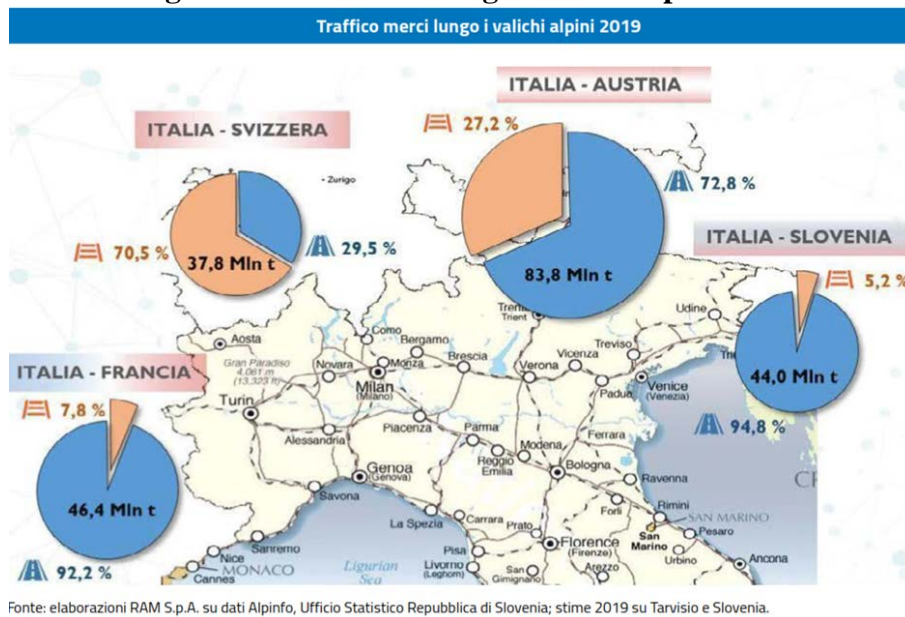 Traffico merci lungo i valichi alpini 2019
ITALIA - AUSTRIA
27,2 %
72,8 %
83,8 Mln t
ITALIA - SVIZZERA
Zurigo
70,5 %
29,5 %
37,8 Mln t
ITALIA - SLOVENIA
5,2 %
44,0 Mln t
94,8 %
ITALIA - FRANCIA
7,8 %
46,4 Mln t
92,2 %
Aosta
Gran Paradiso
4.061 m
(13,323 ft)
Como
Bergamo
Monza
Novara
Milan
(Milano)
Brescia
Verona
Vicenza
Treviso
Udine
Trient
Padua
Venice
(Venezia)
Turin
Alessandria
Piacenza
Parma
Reggio
Emilia
Modena
Ferrara
Bologna
Ravenna
Genoa
(Genova)
Savona
La Spezia
Carrara
Prato
Forlì
Rimini
SAN MARINO
San
Marino
Pesaro
Urbino
Ancona
Sanremo
Nice
MONACO
Cannes
Ligurian
Sea
Pisa
Livorno
(Leghorn)
San
Gimignano
Florence
(Firenze)
Arezzo
Fonte: elaborazioni RAM S.p.A. su dati Alpinfo, Ufficio Statistico Repubblica di Slovenia; stime 2019 su Tarvisio e Slovenia.